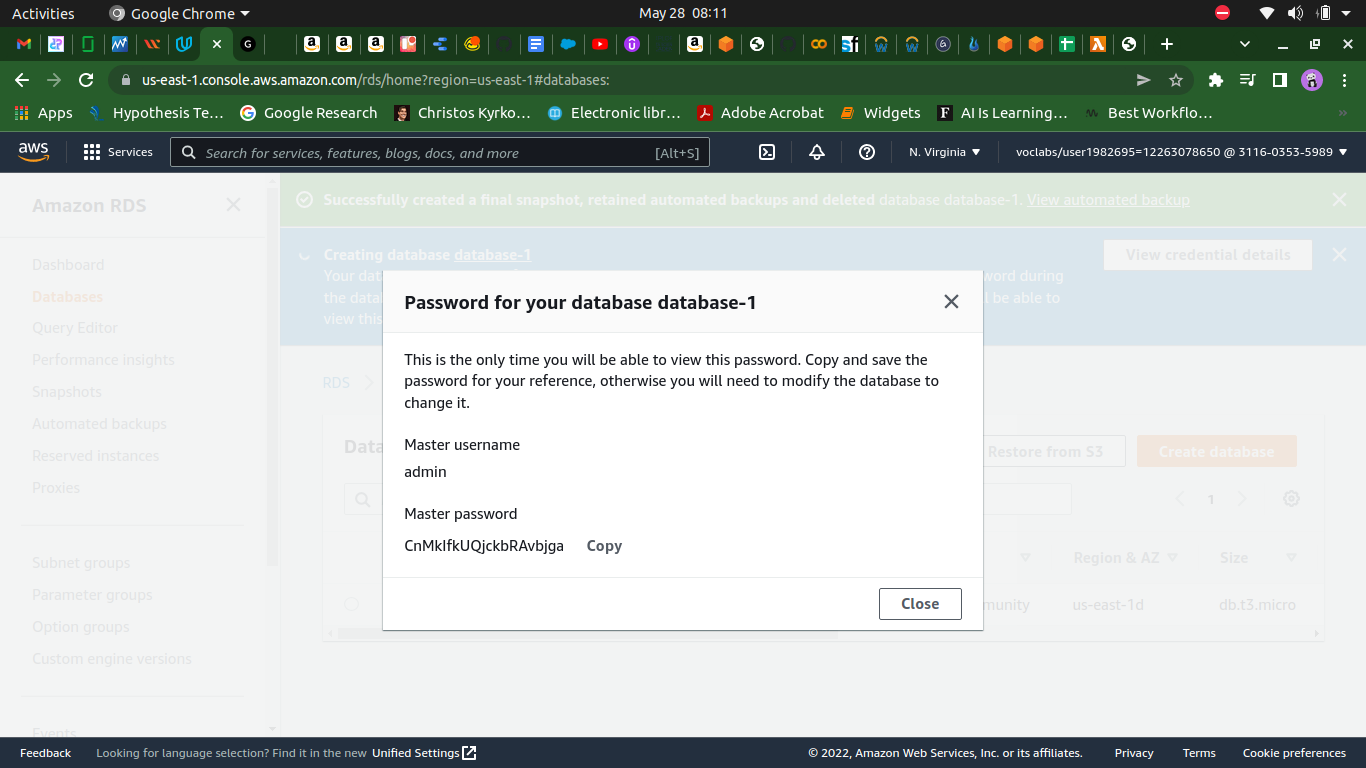 Activities Google Chrome May 28 08:11
us-east-1.console.aws.amazon.com/rds/home?region=us-east-1#databases:
Apps Hypothesis Te... Google Research Christos Kyrko... Electronic libr... Adobe Acrobat Widgets AI Is Learning... Best Workflo...
aws Services Search for services, features, blogs, docs, and more [Alt+S] N. Virginia voclabs/user1982695=12263078650 @ 3116-0353-5989
Amazon RDS
Dashboard
Databases
Query Editor
Performance insights
Snapshots
Automated backups
Reserved instances
Proxies
Subnet groups
Parameter groups
Option groups
Custom engine versions
Events
Successfully created a final snapshot, retained automated backups and deleted database database-1. View automated backup
Creating database database-1 View credential details
Your dat word during
the datab l be able to
view this
RDS
Data Restore from S3 Create database
1
Region & AZ Size
munity us-east-1d db.t3.micro
Password for your database database-1
This is the only time you will be able to view this password. Copy and save the
password for your reference, otherwise you will need to modify the database to
change it.
Master username
admin
Master password
CnMkIfkUQjckbRAvbjga Copy
Close
Feedback Looking for language selection? Find it in the new Unified Settings © 2022, Amazon Web Services, Inc. or its affiliates. Privacy Terms Cookie preferences